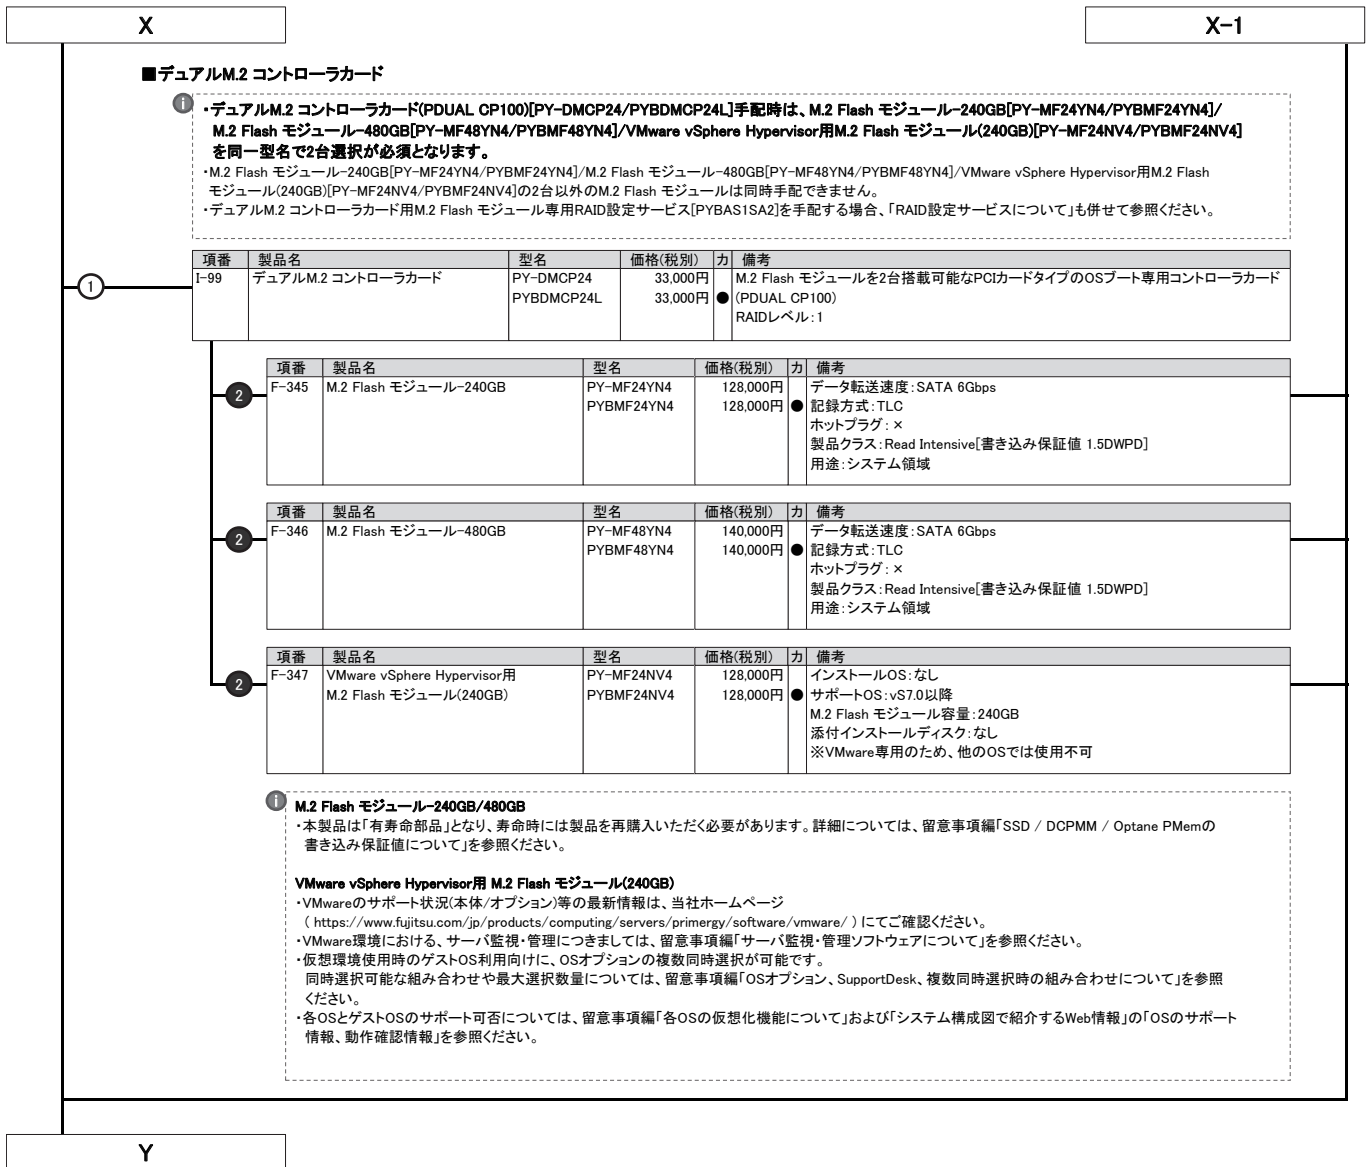 X
X-1
■デュアルM.2 コントローラカード
i
・デュアルM.2 コントローラカード(PDUAL CP100)[PY-DMCP24/PYBDMCP24L]手配時は、M.2 Flash モジュール-240GB[PY-MF24YN4/PYBMF24YN4]/
M.2 Flash モジュール-480GB[PY-MF48YN4/PYBMF48YN4]/VMware vSphere Hypervisor用M.2 Flash モジュール(240GB)[PY-MF24NV4/PYBMF24NV4]
を同一型名で2台選択が必須となります。
・M.2 Flash モジュール-240GB[PY-MF24YN4/PYBMF24YN4]/M.2 Flash モジュール-480GB[PY-MF48YN4/PYBMF48YN4]/VMware vSphere Hypervisor用M.2 Flash
モジュール(240GB)[PY-MF24NV4/PYBMF24NV4]の2台以外のM.2 Flash モジュールは同時手配できません。
・デュアルM.2 コントローラカード用M.2 Flash モジュール専用RAID設定サービス[PYBAS1SA2]を手配する場合、「RAID設定サービスについて」も併せて参照ください。
項番 製品名 型名 価格(税別) カ 備考
1 I-99 デュアルM.2 コントローラカード PY-DMCP24 33,000円 M.2 Flash モジュールを2台搭載可能なPCIカードタイプのOSブート専用コントローラカード
PYBDMCP24L 33,000円 ● (PDUAL CP100)
RAIDレベル:1
項番 製品名 型名 価格(税別) カ 備考
2 F-345 M.2 Flash モジュール-240GB PY-MF24YN4 128,000円 データ転送速度:SATA 6Gbps
PYBMF24YN4 128,000円 ● 記録方式:TLC
ホットプラグ:×
製品クラス:Read Intensive[書き込み保証値 1.5DWPD]
用途:システム領域
項番 製品名 型名 価格(税別) カ 備考
2 F-346 M.2 Flash モジュール-480GB PY-MF48YN4 140,000円 データ転送速度:SATA 6Gbps
PYBMF48YN4 140,000円 ● 記録方式:TLC
ホットプラグ:×
製品クラス:Read Intensive[書き込み保証値 1.5DWPD]
用途:システム領域
項番 製品名 型名 価格(税別) カ 備考
2 F-347 VMware vSphere Hypervisor用 PY-MF24NV4 128,000円 インストールOS:なし
M.2 Flash モジュール(240GB) PYBMF24NV4 128,000円 ● サポートOS:vS7.0以降
M.2 Flash モジュール容量:240GB
添付インストールディスク:なし
※VMware専用のため、他のOSでは使用不可
i
M.2 Flash モジュール-240GB/480GB
・本製品は「有寿命部品」となり、寿命時には製品を再購入いただく必要があります。詳細については、留意事項編「SSD / DCPMM / Optane PMemの
書き込み保証値について」を参照ください。
VMware vSphere Hypervisor用 M.2 Flash モジュール(240GB)
・VMwareのサポート状況(本体/オプション)等の最新情報は、当社ホームページ
( https://www.fujitsu.com/jp/products/computing/servers/primergy/software/vmware/ ) にてご確認ください。
・VMware環境における、サーバ監視・管理につきましては、留意事項編「サーバ監視・管理ソフトウェアについて」を参照ください。
・仮想環境使用時のゲストOS利用向けに、OSオプションの複数同時選択が可能です。
同時選択可能な組み合わせや最大選択数量については、留意事項編「OSオプション、SupportDesk、複数同時選択時の組み合わせについて」を参照
ください。
・各OSとゲストOSのサポート可否については、留意事項編「各OSの仮想化機能について」および「システム構成図で紹介するWeb情報」の「OSのサポート
情報、動作確認情報」を参照ください。
Y